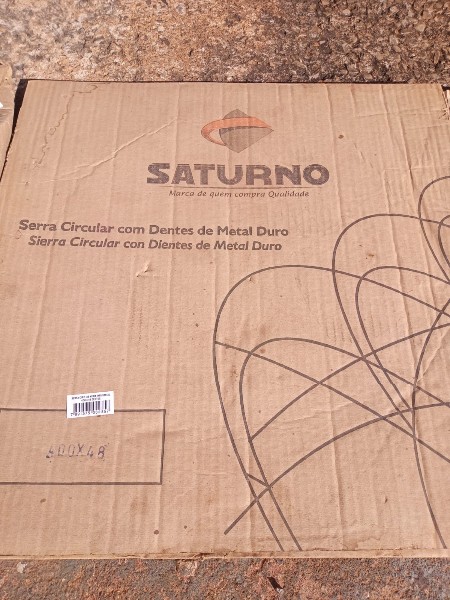 SATURNO
Marca de quem compra Qualidade
Serra Circular com Dentes de Metal Duro
Sierra Circular con Dientes de Metal Duro
500X48